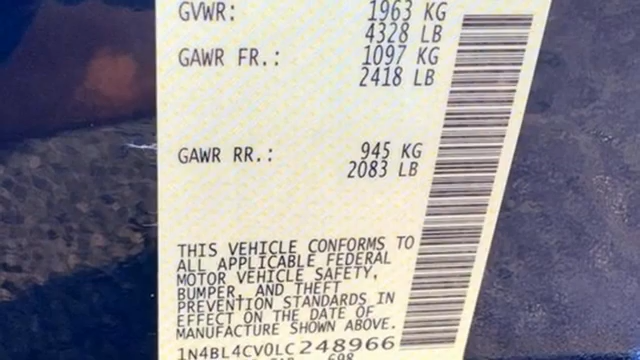 GVWR: 1963 KG
4328 LB
GAWR FR.: 1097 KG
2418 LB
GAWR RR.: 945 KG
2083 LB
THIS VEHICLE CONFORMS TO
ALL APPLICABLE FEDERAL
MOTOR VEHICLE SAFETY,
BUMPER, AND THEFT
PREVENTION STANDARDS IN
EFFECT ON THE DATE OF
MANUFACTURE SHOWN ABOVE.
1N4BL4CV0LC248966